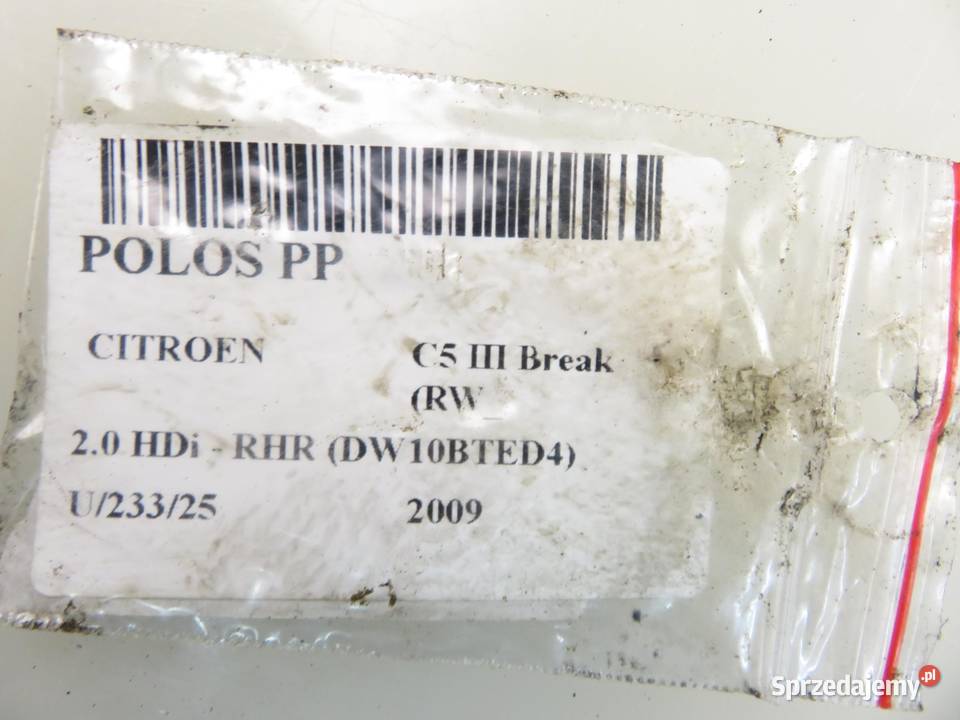 POLOS PP
CITROEN
C5 III Break
(RW_
2.0 HDi - RHR (DW10BTED4)
U/233/25
2009
Sprzedajemy.pl